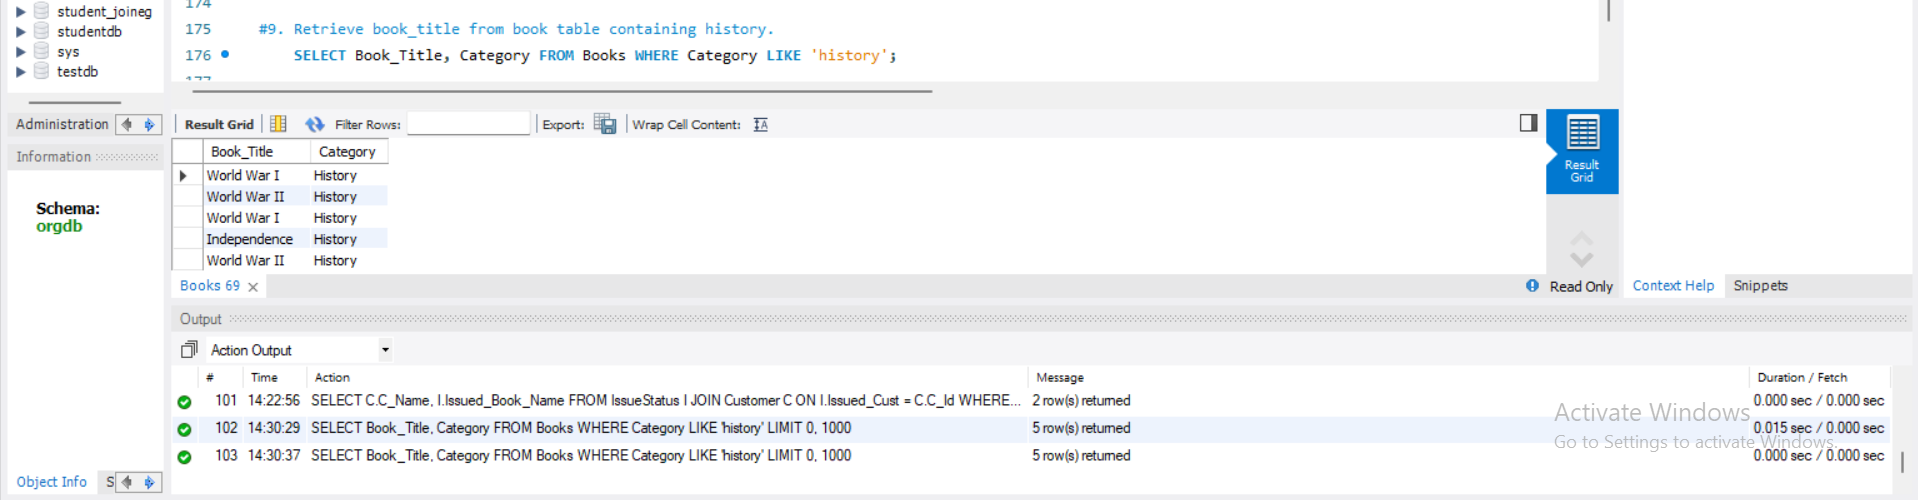 student_joineg
studentdb
sys
testdb
174
175 #9. Retrieve book_title from book table containing history.
176 SELECT Book_Title, Category FROM Books WHERE Category LIKE 'history';
177
Administration
Information
Schema:
orgdb
Object Info S
Result Grid Filter Rows: Export: Wrap Cell Content:
Book_Title Category
World War I History
World War II History
World War I History
Independence History
World War II History
Result
Grid
Books 69 Read Only
Context Help Snippets
Output
Action Output
# Time Action Message Duration / Fetch
101 14:22:56 SELECT C.C_Name, I.Issued_Book_Name FROM IssueStatus I JOIN Customer C ON I.Issued_Cust = C.C_Id WHERE... 2 row(s) returned 0.000 sec / 0.000 sec
102 14:30:29 SELECT Book_Title, Category FROM Books WHERE Category LIKE 'history' LIMIT 0, 1000 5 row(s) returned 0.015 sec / 0.000 sec
103 14:30:37 SELECT Book_Title, Category FROM Books WHERE Category LIKE 'history' LIMIT 0, 1000 5 row(s) returned 0.000 sec / 0.000 sec
Activate Windows
Go to Settings to activate Windows.